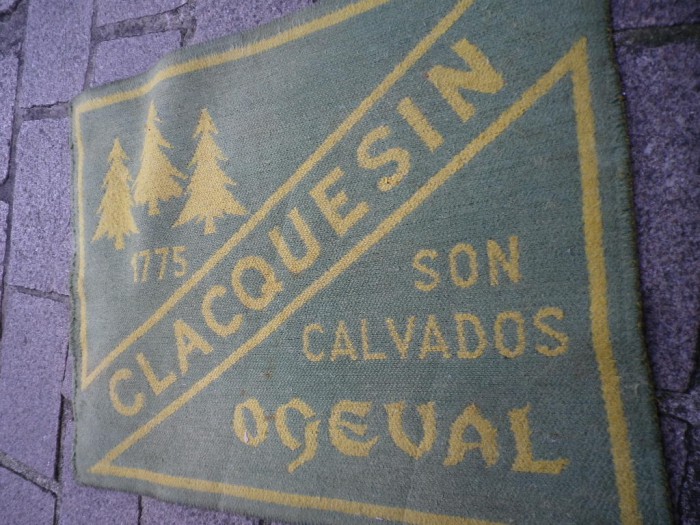 1775
CLACQUESIN
SON
CALVADOS
OGEVAL